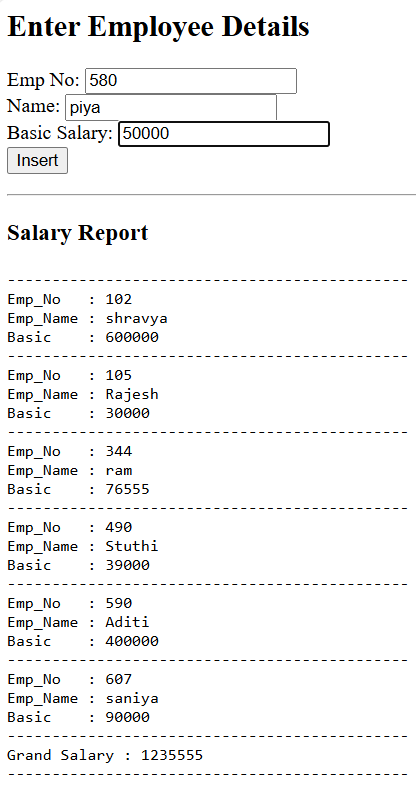 Enter Employee Details
Emp No: 580
Name: piya
Basic Salary: 50000
Insert
Salary Report
---------------------------------------------
Emp_No   : 102
Emp_Name : shravya
Basic    : 600000
---------------------------------------------
Emp_No   : 105
Emp_Name : Rajesh
Basic    : 30000
---------------------------------------------
Emp_No   : 344
Emp_Name : ram
Basic    : 76555
---------------------------------------------
Emp_No   : 490
Emp_Name : Stuthi
Basic    : 39000
---------------------------------------------
Emp_No   : 590
Emp_Name : Aditi
Basic    : 400000
---------------------------------------------
Emp_No   : 607
Emp_Name : saniya
Basic    : 90000
---------------------------------------------
Grand Salary : 1235555
---------------------------------------------